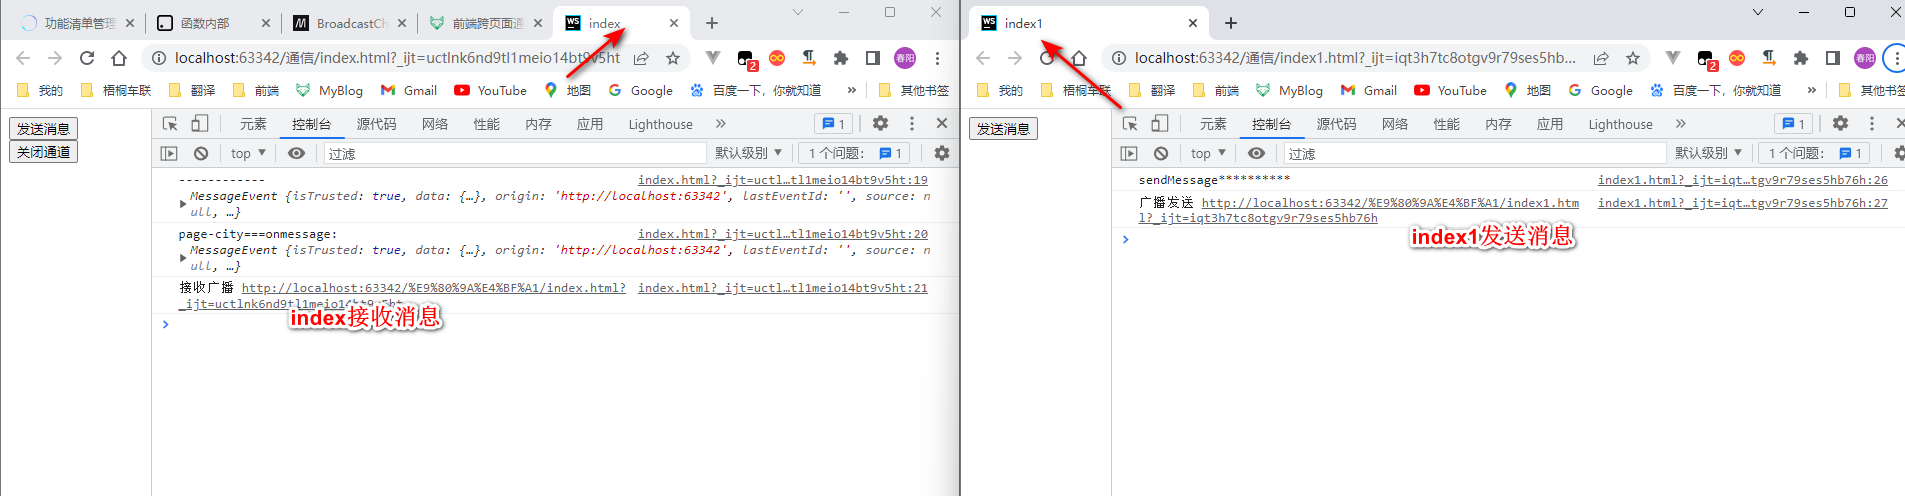 功能清单管理
函数内部
BroadcastCh
前端跨页面通
index
localhost:63342/通信/index.html?_ijt=uctlnk6nd9tl1meio14bt9v5ht
2
春阳
我的
梧桐车联
翻译
前端
MyBlog
Gmail
YouTube
地图
Google
百度一下，你就知道
»
其他书签
发送消息
关闭通道
元素
控制台
源代码
网络
性能
内存
应用
Lighthouse
»
1
top
过滤
默认级别
1 个问题：
1
------------
index.html?_ijt=uctl…tl1meio14bt9v5ht:19
MessageEvent {isTrusted: true, data: {…}, origin: 'http://localhost:63342', lastEventId: '', source: n
ull, …}
page-city===onmessage:
index.html?_ijt=uctl…tl1meio14bt9v5ht:20
MessageEvent {isTrusted: true, data: {…}, origin: 'http://localhost:63342', lastEventId: '', source: n
ull, …}
接收广播 http://localhost:63342/%E9%80%9A%E4%BF%A1/index.html?
index.html?_ijt=uctl…tl1meio14bt9v5ht:21
_ijt=uctlnk6nd9tl1meio14bt9v5ht
index接收消息
index1
localhost:63342/通信/index1.html?_ijt=iqt3h7tc8otgv9r79ses5hb...
2
春阳
我的
梧桐车联
翻译
前端
MyBlog
Gmail
YouTube
地图
Google
百度一下，你就知道
»
其他书
发送消息
元素
控制台
源代码
网络
性能
内存
应用
Lighthouse
»
1
top
过滤
默认级别
1 个问题：
1
sendMessage**********
index1.html?_ijt=iqt…tgv9r79ses5hb76h:26
广播发送 http://localhost:63342/%E9%80%9A%E4%BF%A1/index1.htm
index1.html?_ijt=iqt…tgv9r79ses5hb76h:27
l?_ijt=iqt3h7tc8otgv9r79ses5hb76h
index1发送消息